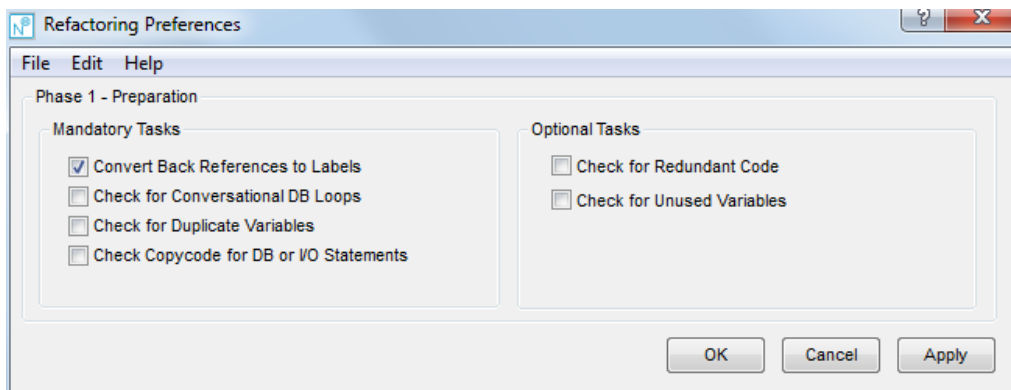 Refactoring Preferences
File Edit Help
Phase 1 - Preparation
Mandatory Tasks
Convert Back References to Labels
Check for Conversational DB Loops
Check for Duplicate Variables
Check Copycode for DB or I/O Statements
Optional Tasks
Check for Redundant Code
Check for Unused Variables
OK Cancel Apply